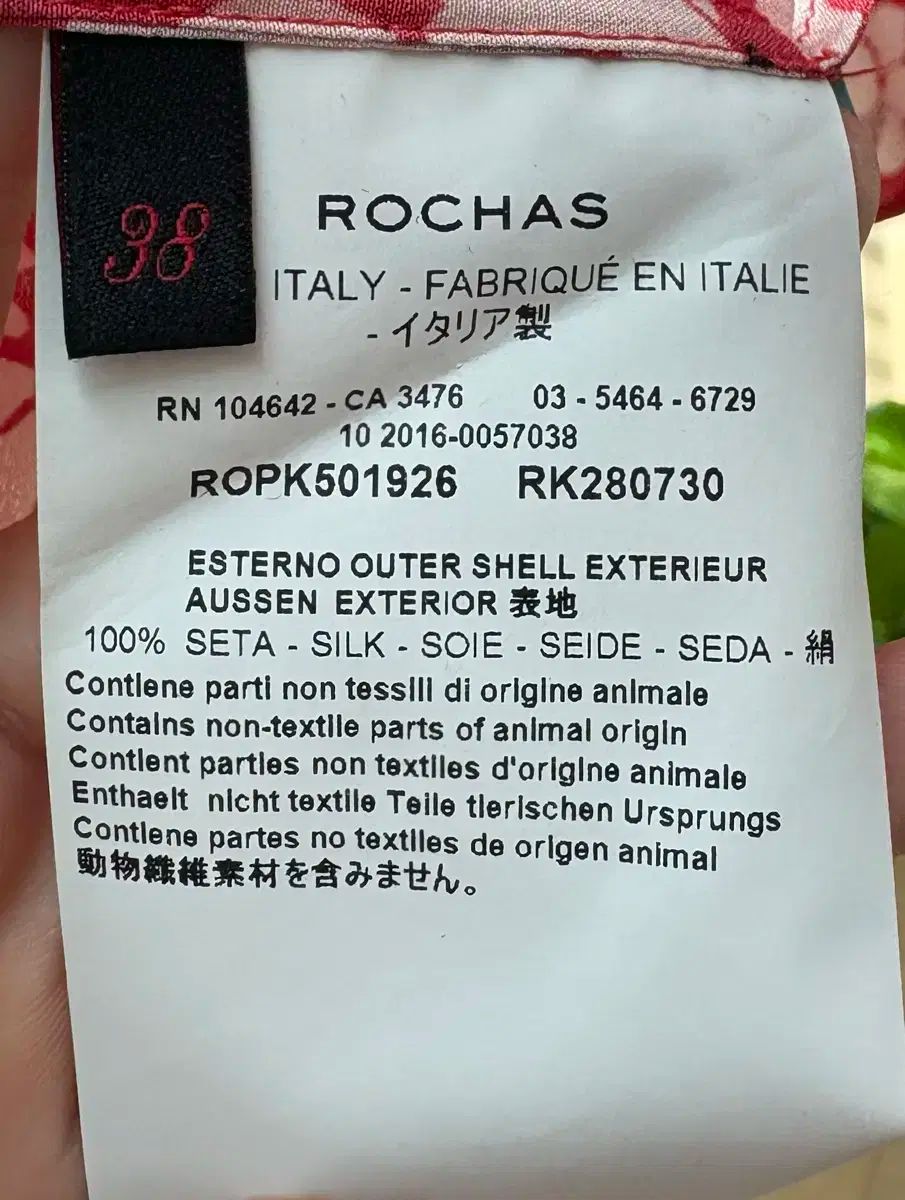 38
ROCHAS
ITALY - FABRIQUÉ EN ITALIE
- イタリア製
RN 104642 - CA 3476 03 - 5464 - 6729
10 2016-0057038
ROPK501926 RK280730
ESTERNO OUTER SHELL EXTERIEUR
AUSSEN EXTERIOR 表地
100% SETA - SILK - SOIE - SEIDE - SEDA - 絹
Contiene parti non tessili di origine animale
Contains non-textile parts of animal origin
Contient parties non textiles d'origine animale
Enthaelt nicht textile Teile tierischen Ursprungs
Contiene partes no textiles de origen animal
動物繊維素材を含みません。